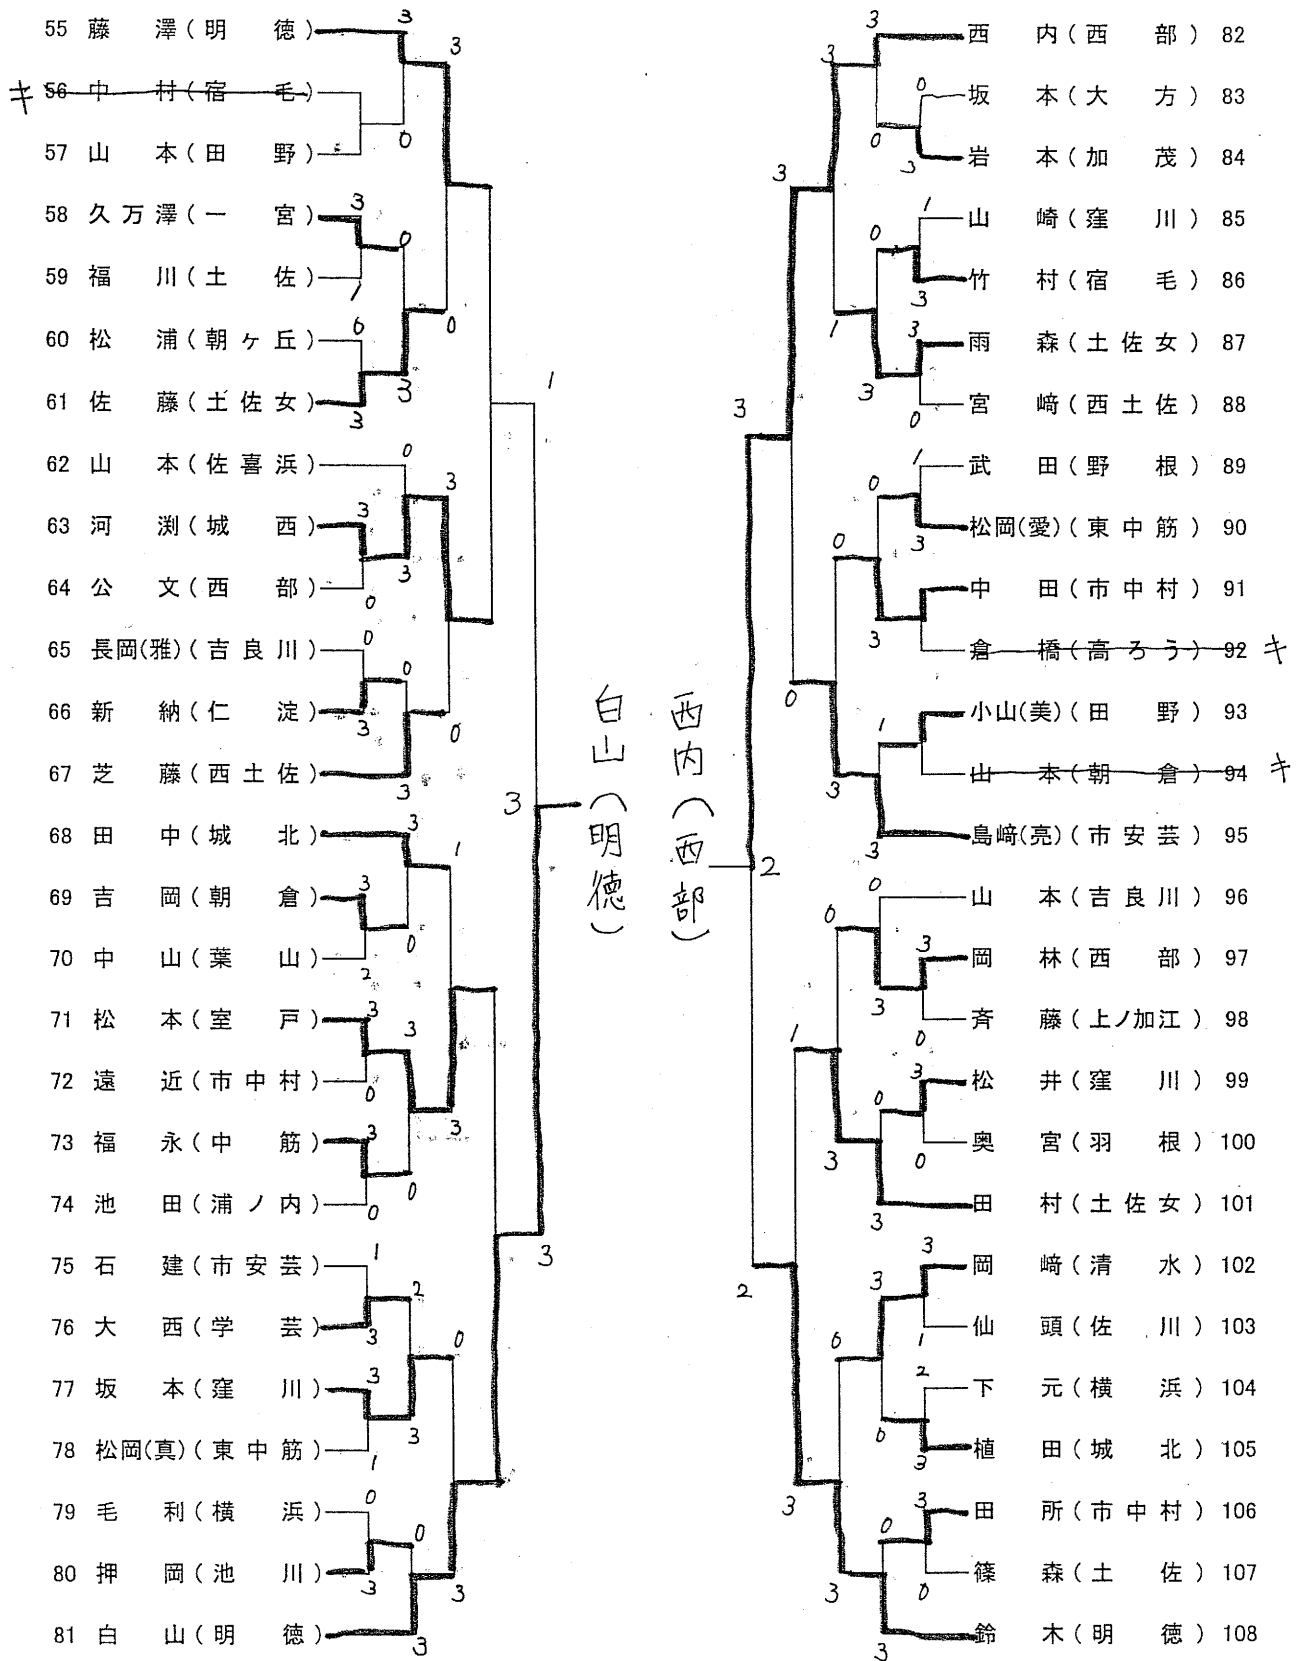 55 藤澤(明徳)
キ 56 中村(宿毛)
57 山本(田野)
58 久万澤(一宮)
59 福川(土佐)
60 松浦(朝ヶ丘)
61 佐藤(土佐女)
62 山本(佐喜浜)
63 河渕(城西)
64 公文(西部)
65 長岡(雅)(吉良川)
66 新納(仁淀)
67 芝藤(西土佐)
68 田中(城北)
69 吉岡(朝倉)
70 中山(葉山)
71 松本(室戸)
72 遠近(市中村)
73 福永(中筋)
74 池田(浦ノ内)
75 石建(市安芸)
76 大西(学芸)
77 坂本(窪川)
78 松岡(真)(東中筋)
79 毛利(横浜)
80 押岡(池川)
81 白山(明徳)
白山(明徳)
西内(西部)
西内(西部) 82
坂本(大方) 83
岩本(加茂) 84
山崎(窪川) 85
竹村(宿毛) 86
雨森(土佐女) 87
宮﨑(西土佐) 88
武田(野根) 89
松岡(愛)(東中筋) 90
中田(市中村) 91
倉橋(高ろう) 92 キ
小山(美)(田野) 93
山本(朝倉) 94 キ
島﨑(亮)(市安芸) 95
山本(吉良川) 96
岡林(西部) 97
斉藤(上ノ加江) 98
松井(窪川) 99
奥宮(羽根) 100
田村(土佐女) 101
岡﨑(清水) 102
仙頭(佐川) 103
下元(横浜) 104
植田(城北) 105
田所(市中村) 106
篠森(土佐) 107
鈴木(明徳) 108